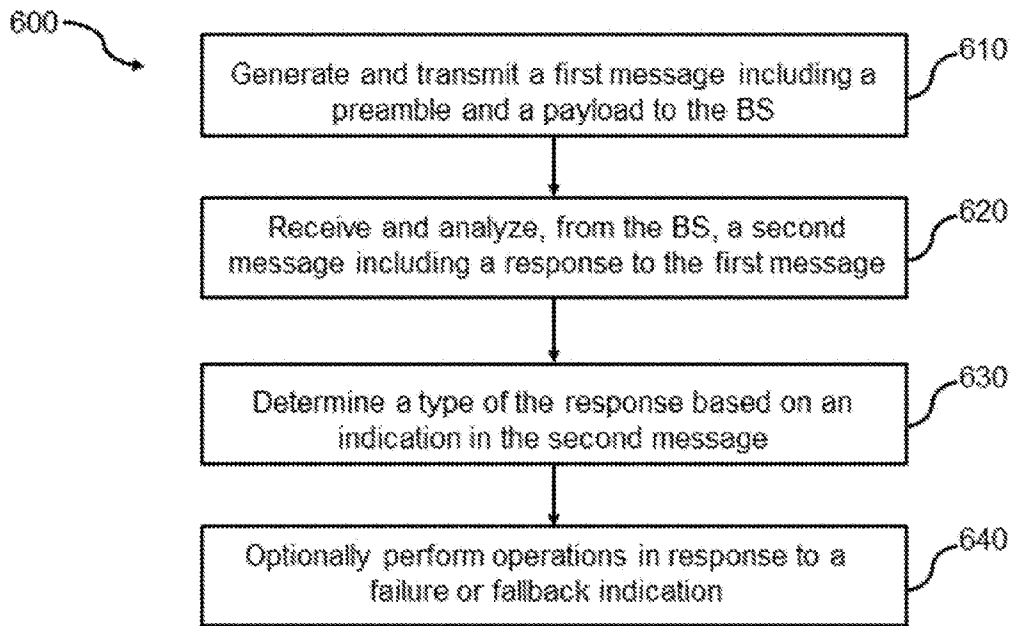 600
610
Generate and transmit a first message including a
preamble and a payload to the BS
620
Receive and analyze, from the BS, a second
message including a response to the first message
630
Determine a type of the response based on an
indication in the second message
640
Optionally perform operations in response to a
failure or fallback indication